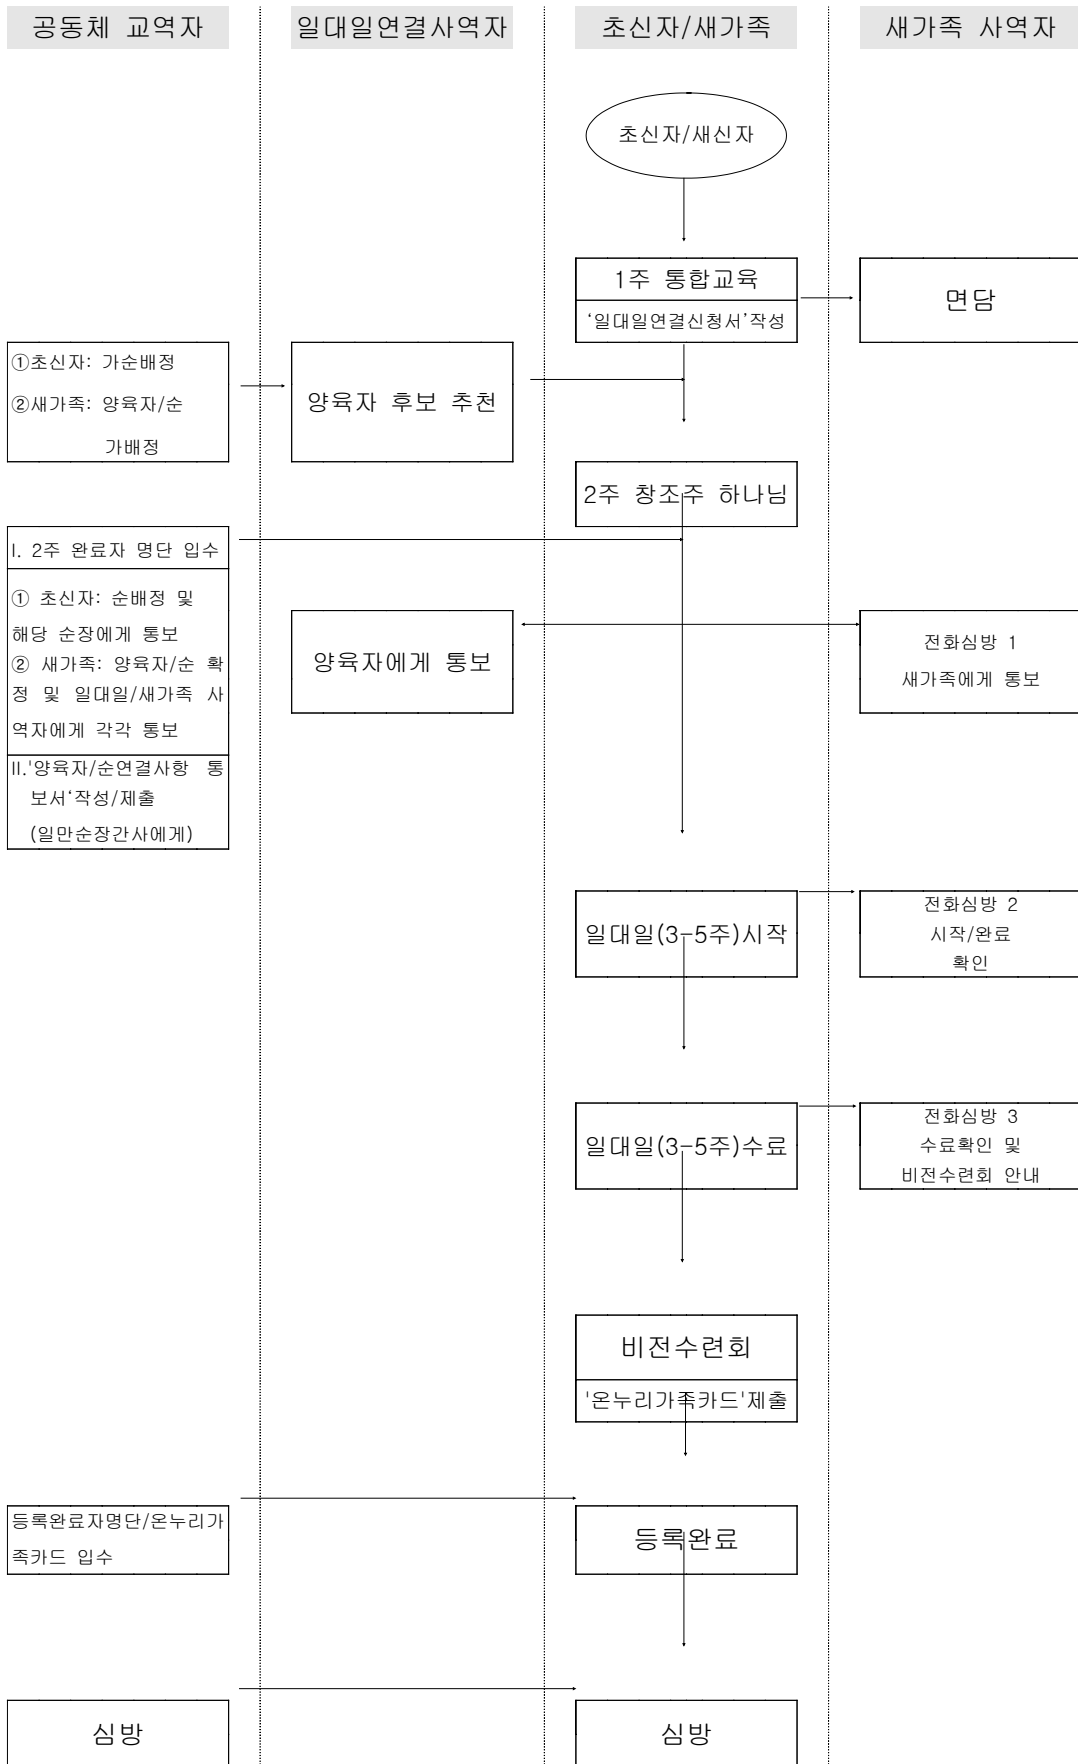 공동체 교역자
일대일연결사역자
초신자/새가족
새가족 사역자
초신자/새신자
1주 통합교육
‘일대일연결신청서’작성
면담
①초신자: 가순배정
②새가족: 양육자/순
가배정
양육자 후보 추천
2주 창조주 하나님
I. 2주 완료자 명단 입수
① 초신자: 순배정 및
해당 순장에게 통보
② 새가족: 양육자/순 확
정 및 일대일/새가족 사
역자에게 각각 통보
II.'양육자/순연결사항 통
보서‘작성/제출
(일만순장간사에게)
양육자에게 통보
전화심방 1
새가족에게 통보
일대일(3-5주)시작
전화심방 2
시작/완료
확인
일대일(3-5주)수료
전화심방 3
수료확인 및
비전수련회 안내
비전수련회
'온누리가족카드'제출
등록완료자명단/온누리가
족카드 입수
등록완료
심방
심방